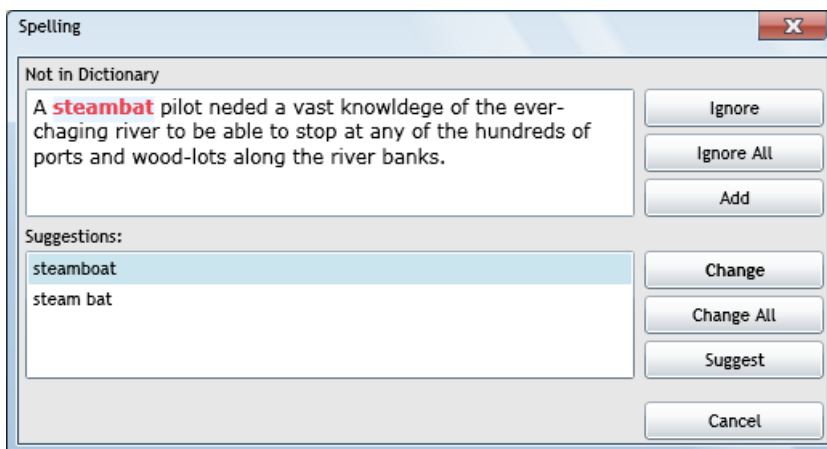 Spelling
Not in Dictionary
A steambat pilot neded a vast knowldege of the ever-
chaging river to be able to stop at any of the hundreds of
ports and wood-lots along the river banks.
Ignore
Ignore All
Add
Suggestions:
steamboat
steam bat
Change
Change All
Suggest
Cancel